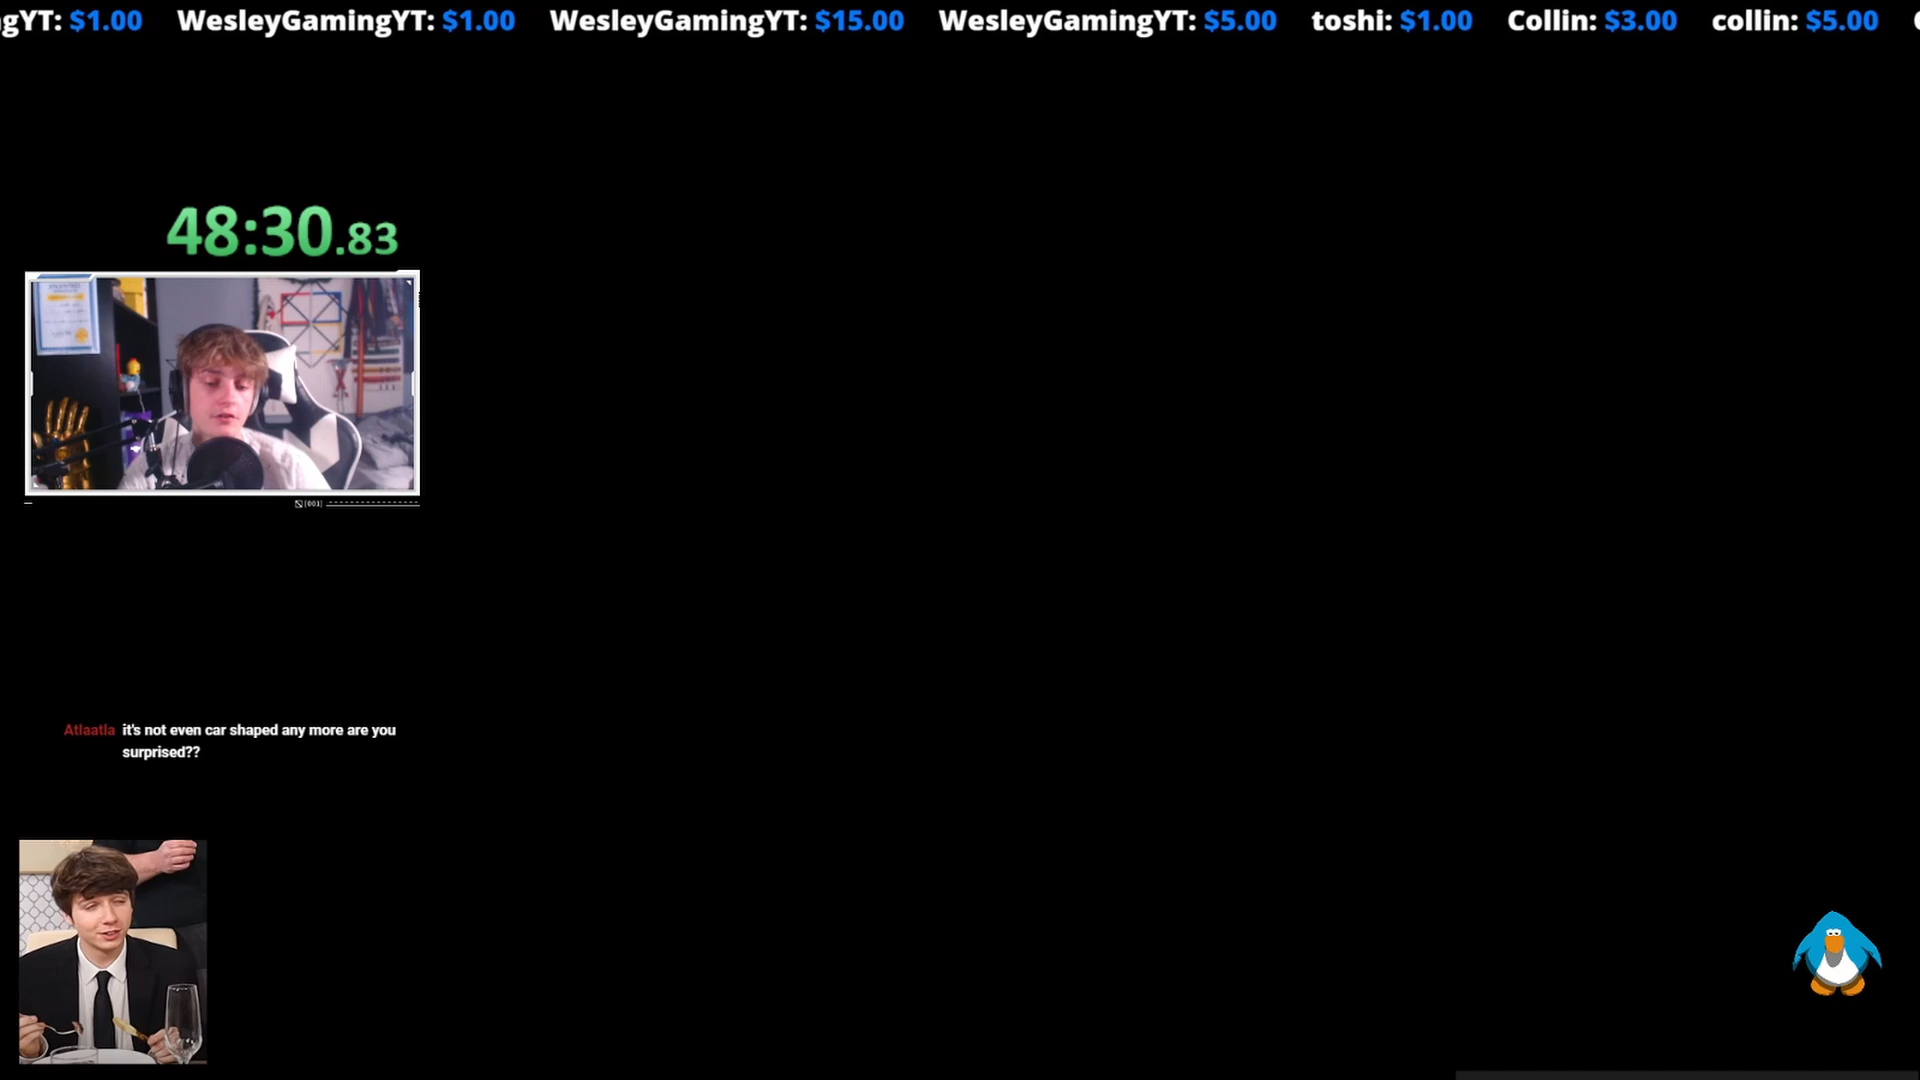 gYT: $1.00 WesleyGamingYT: $1.00 WesleyGamingYT: $15.00 WesleyGamingYT: $5.00 toshi: $1.00 Collin: $3.00 collin: $5.00
48:30.83
[001]
Atlaatla it's not even car shaped any more are you
surprised??